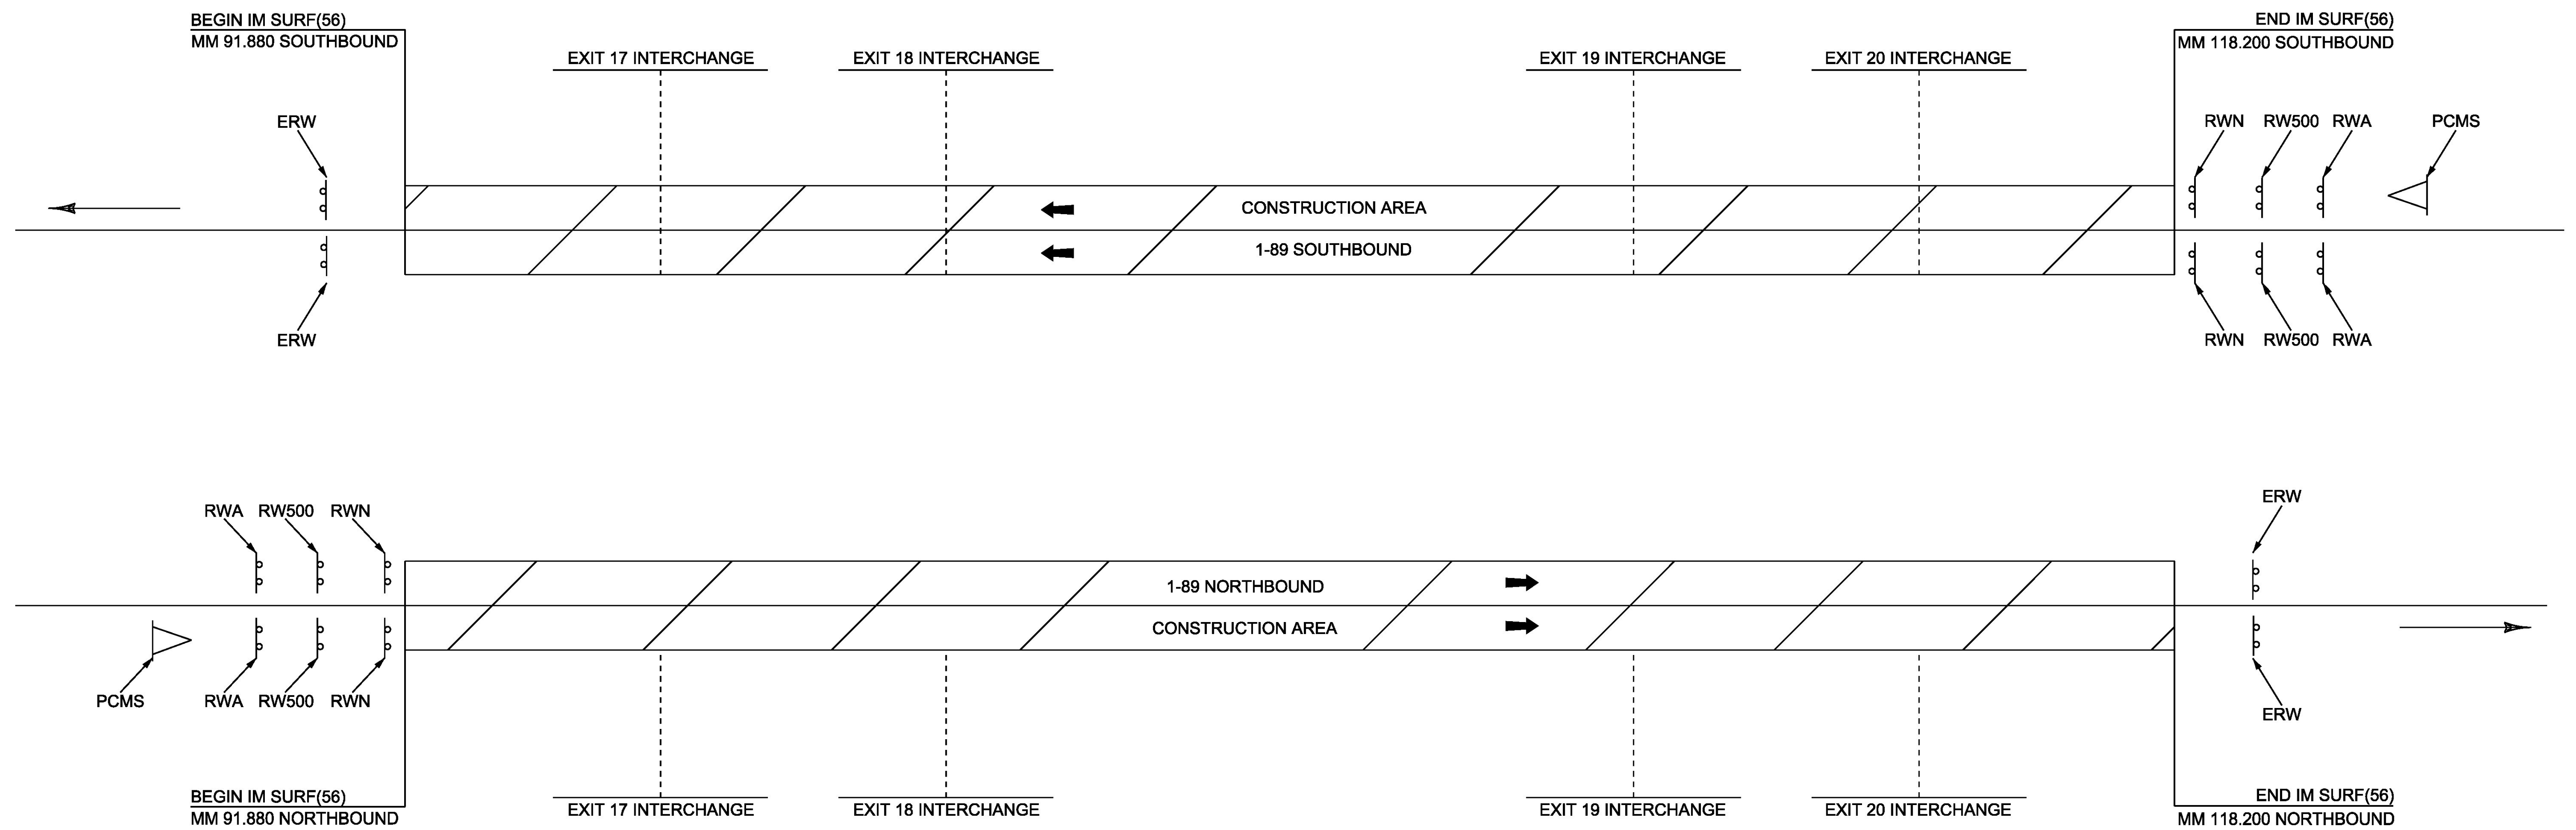 BEGIN IM SURF(56)
MM 91.880 SOUTHBOUND
END IM SURF(56)
MM 118.200 SOUTHBOUND
EXIT 17 INTERCHANGE
EXIT 18 INTERCHANGE
EXIT 19 INTERCHANGE
EXIT 20 INTERCHANGE
ERW
RWN
RW500
RWA
PCMS
CONSTRUCTION AREA
1-89 SOUTHBOUND
ERW
RWN
RW500
RWA
RWA
RW500
RWN
ERW
1-89 NORTHBOUND
CONSTRUCTION AREA
PCMS
RWA
RW500
RWN
ERW
BEGIN IM SURF(56)
MM 91.880 NORTHBOUND
EXIT 17 INTERCHANGE
EXIT 18 INTERCHANGE
EXIT 19 INTERCHANGE
EXIT 20 INTERCHANGE
END IM SURF(56)
MM 118.200 NORTHBOUND